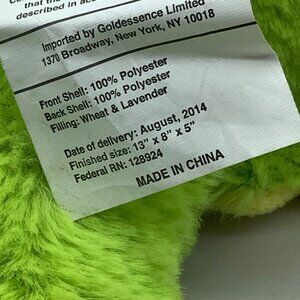 that the
described in acc
Imported by Goldessence Limited
1370 Broadway, New York, NY 10018
Front Shell: 100% Polyester
Back Shell: 100% Polyester
Filling: Wheat & Lavender
Date of delivery: August, 2014
Finished size: 13" x 8" x 5"
Federal RN: 128924
MADE IN CHINA